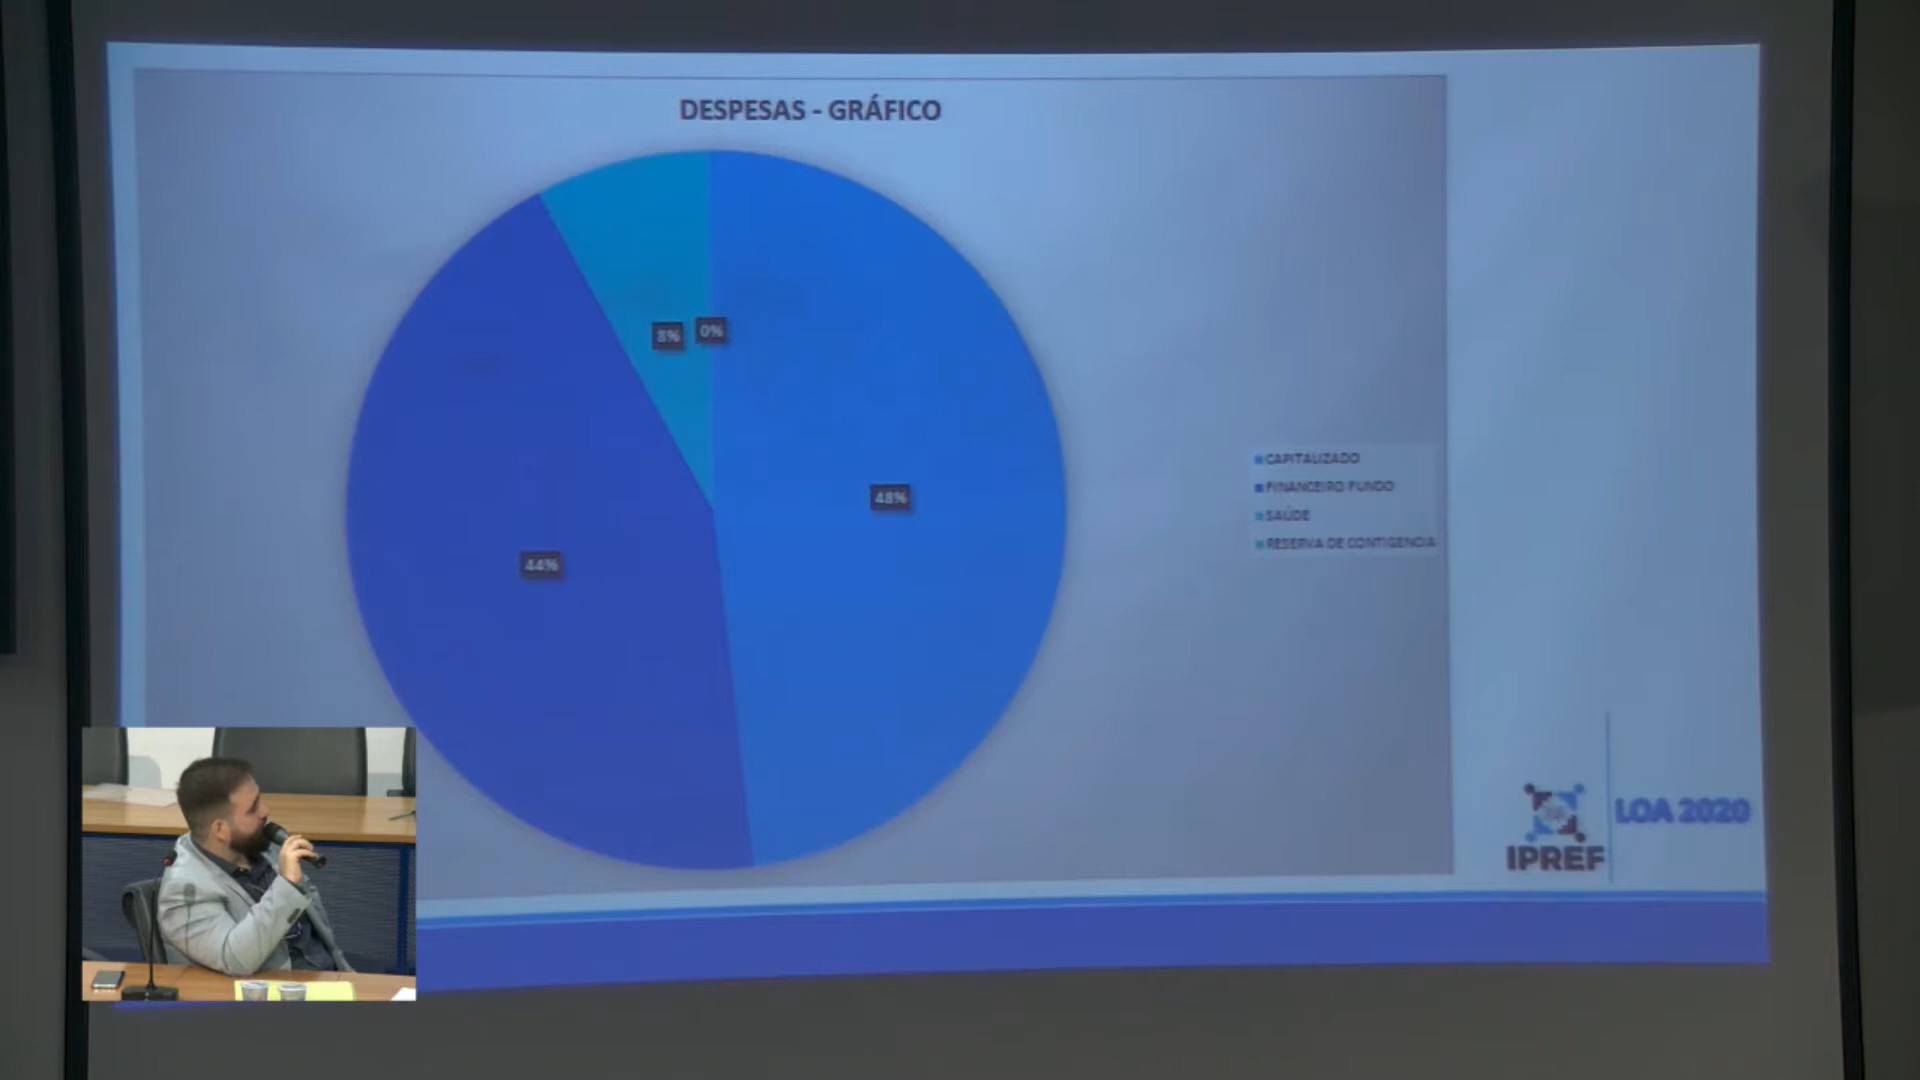 DESPESAS - GRÁFICO
8%
0%
48%
44%
CAPITALIZADO
FINANCEIRO FUNDO
SAÚDE
RESERVA DE CONTIGENCIA
IPREF
LOA 2020